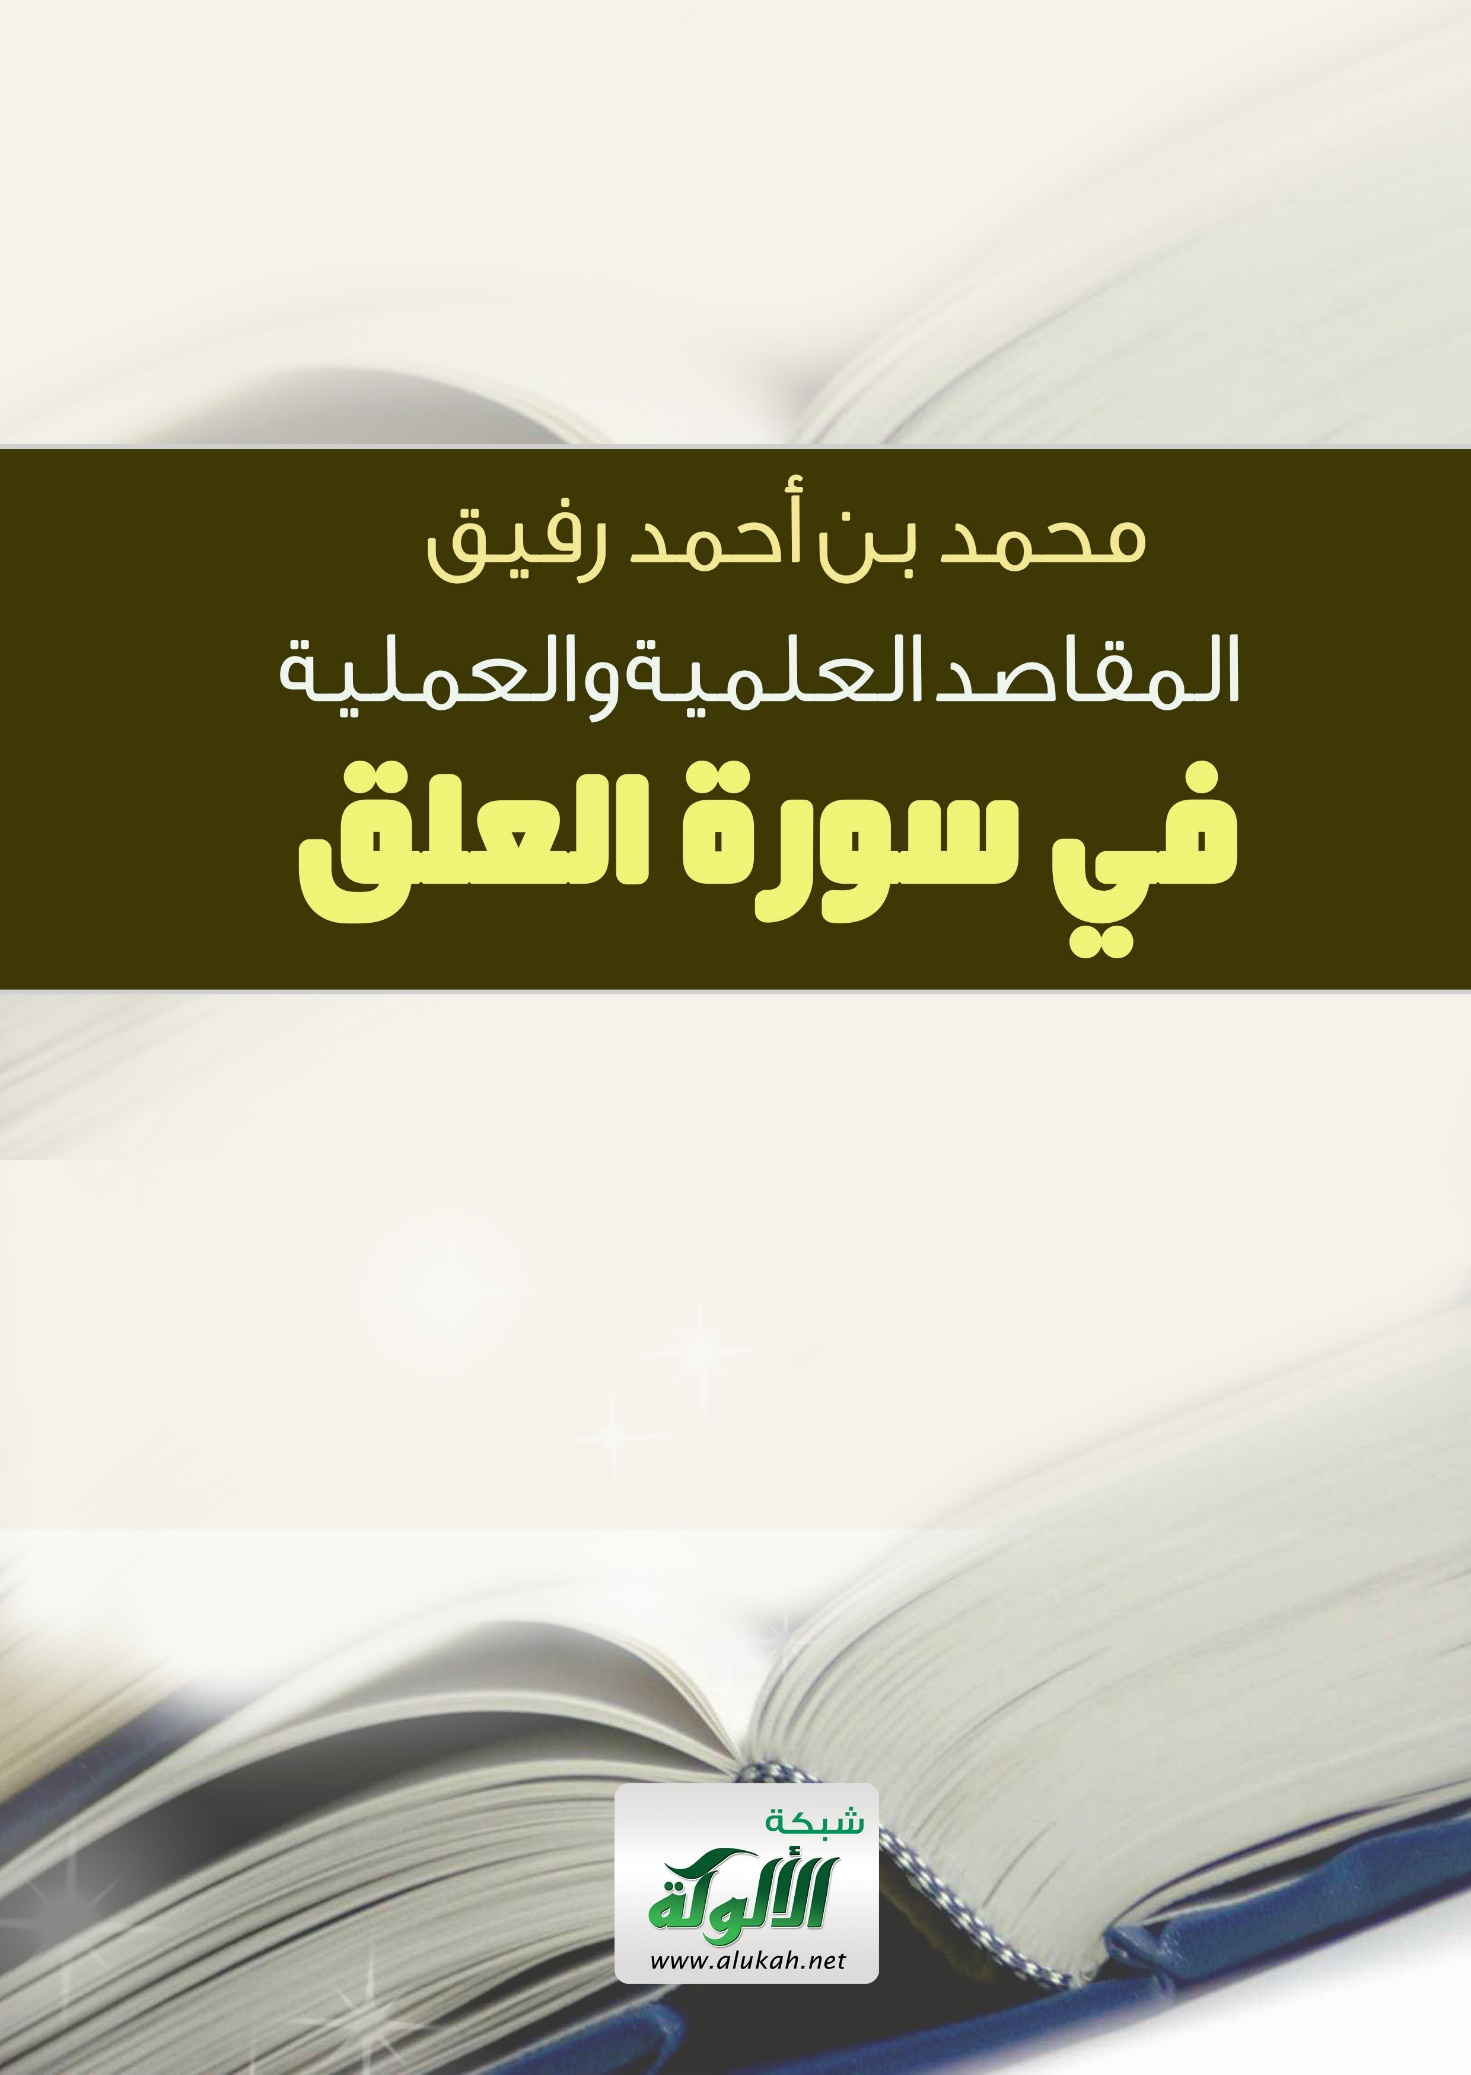 محمد بن أحمد رفيق
المقاصد العلمية والعملية
في سورة العلق
شبكة
الألوكة
www.alukah.net